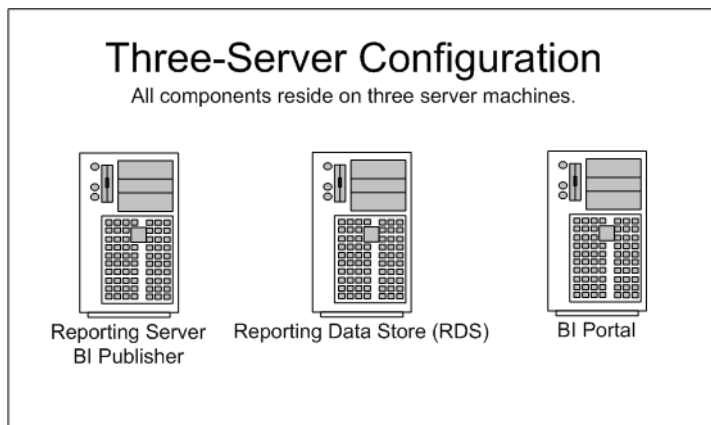 Three-Server Configuration
All components reside on three server machines.
Reporting Server
BI Publisher
Reporting Data Store (RDS)
BI Portal